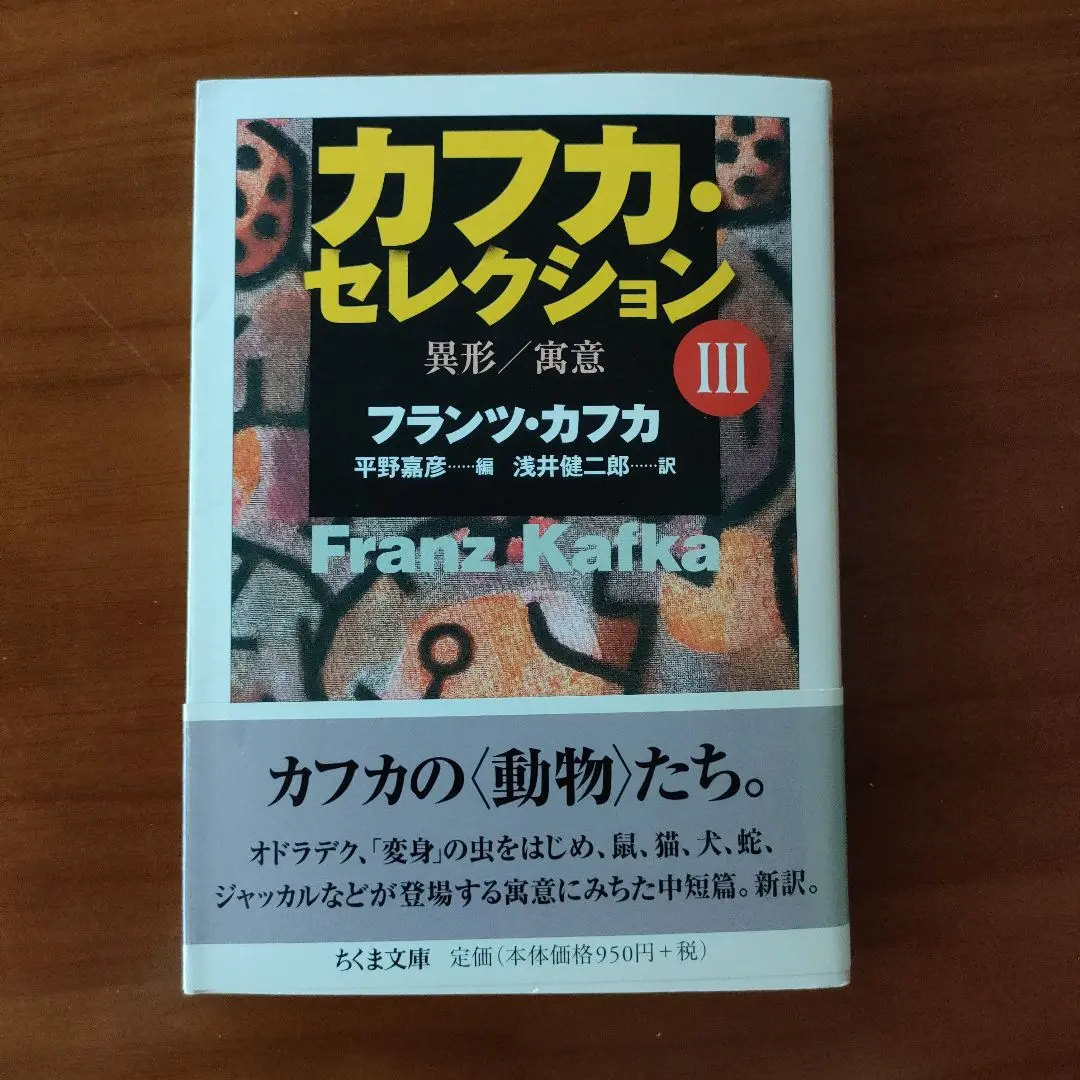 カフカ・
セレクション
異形／寓意
III
フランツ・カフカ
平野嘉彦……編 浅井健二郎……訳
Franz Kafka
カフカの〈動物〉たち。
オドラデク、「変身」の虫をはじめ、鼠、猫、犬、蛇、
ジャッカルなどが登場する寓意にみちた中短篇。新訳。
ちくま文庫 定価(本体価格950円+税)